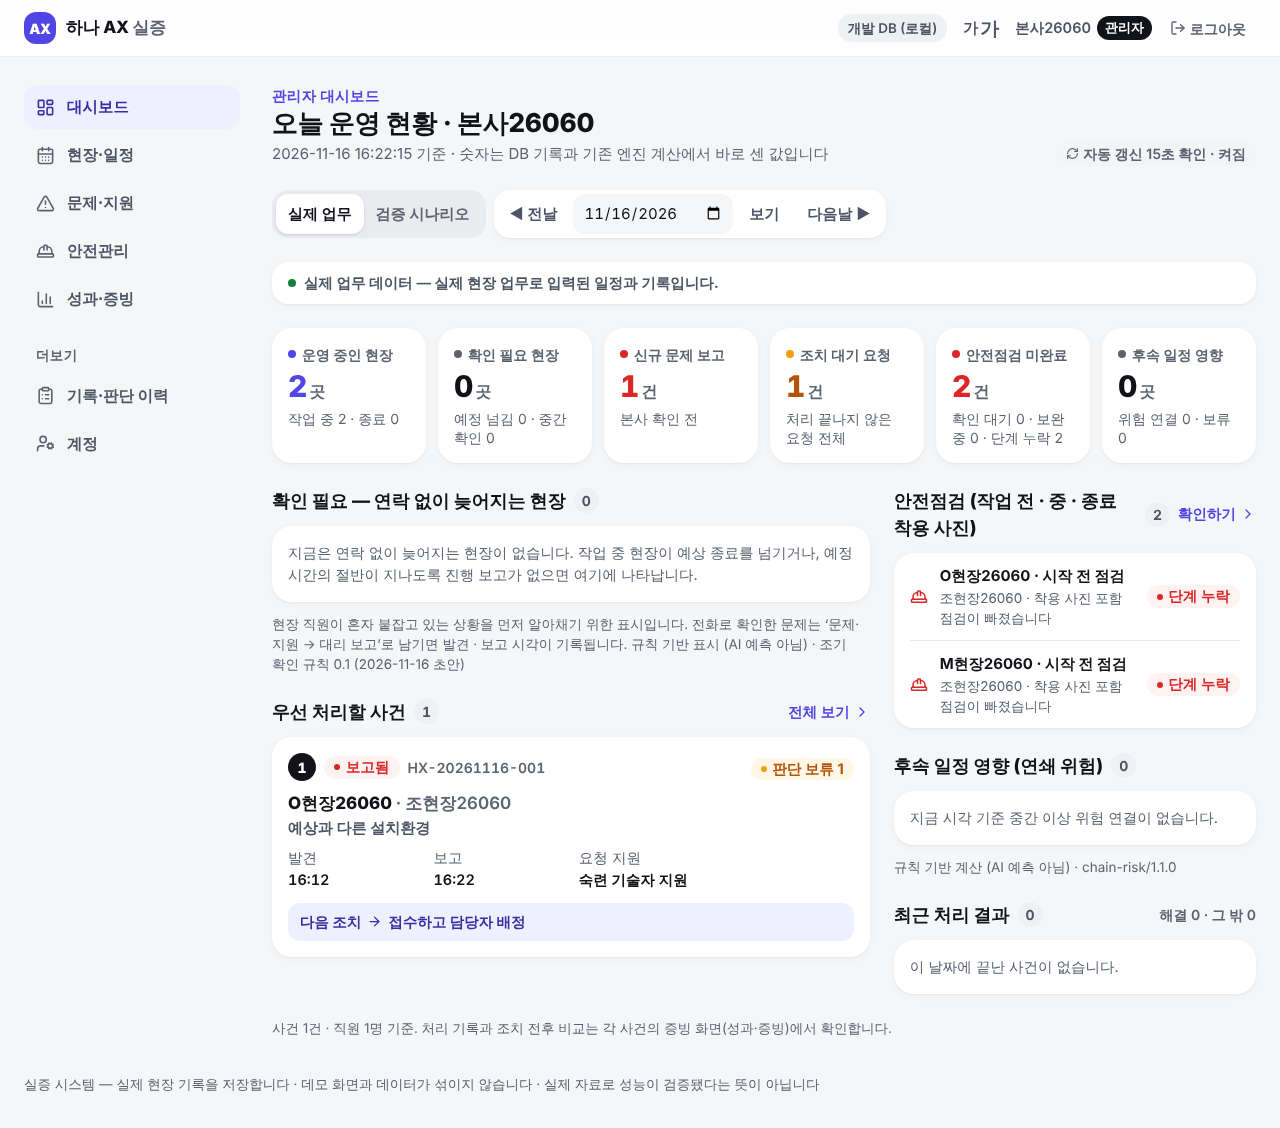 AX 하나 AX 실증
개발 DB (로컬) 가가 본사26060 관리자 로그아웃
대시보드
현장·일정
문제·지원
안전관리
성과·증빙
더보기
기록·판단 이력
계정
관리자 대시보드
오늘 운영 현황 · 본사26060
2026-11-16 16:22:15 기준 · 숫자는 DB 기록과 기존 엔진 계산에서 바로 센 값입니다
자동 갱신 15초 확인 · 켜짐
실제 업무 검증 시나리오 ◀ 전날 11/16/2026 보기 다음날 ▶
실제 업무 데이터 — 실제 현장 업무로 입력된 일정과 기록입니다.
운영 중인 현장
2곳
작업 중 2 · 종료 0
확인 필요 현장
0곳
예정 넘김 0 · 중간
확인 0
신규 문제 보고
1건
본사 확인 전
조치 대기 요청
1건
처리 끝나지 않은
요청 전체
안전점검 미완료
2건
확인 대기 0 · 보완
중 0 · 단계 누락 2
후속 일정 영향
0곳
위험 연결 0 · 보류
0
확인 필요 — 연락 없이 늦어지는 현장 0
지금은 연락 없이 늦어지는 현장이 없습니다. 작업 중 현장이 예상 종료를 넘기거나, 예정
시간의 절반이 지나도록 진행 보고가 없으면 여기에 나타납니다.
현장 직원이 혼자 붙잡고 있는 상황을 먼저 알아채기 위한 표시입니다. 전화로 확인한 문제는 ‘문제·
지원 → 대리 보고’로 남기면 발견 · 보고 시각이 기록됩니다. 규칙 기반 표시 (AI 예측 아님) · 조기
확인 규칙 0.1 (2026-11-16 초안)
우선 처리할 사건 1 전체 보기
1 보고됨 HX-20261116-001 판단 보류 1
O현장26060 · 조현장26060
예상과 다른 설치환경
발견 보고 요청 지원
16:12 16:22 숙련 기술자 지원
다음 조치 → 접수하고 담당자 배정
안전점검 (작업 전 · 중 · 종료
착용 사진) 2 확인하기
O현장26060 · 시작 전 점검
조현장26060 · 착용 사진 포함
점검이 빠졌습니다
단계 누락
M현장26060 · 시작 전 점검
조현장26060 · 착용 사진 포함
점검이 빠졌습니다
단계 누락
후속 일정 영향 (연쇄 위험) 0
지금 시각 기준 중간 이상 위험 연결이 없습니다.
규칙 기반 계산 (AI 예측 아님) · chain-risk/1.1.0
최근 처리 결과 0 해결 0 · 그 밖 0
이 날짜에 끝난 사건이 없습니다.
사건 1건 · 직원 1명 기준. 처리 기록과 조치 전후 비교는 각 사건의 증빙 화면(성과·증빙)에서 확인합니다.
실증 시스템 — 실제 현장 기록을 저장합니다 · 데모 화면과 데이터가 섞이지 않습니다 · 실제 자료로 성능이 검증됐다는 뜻이 아닙니다